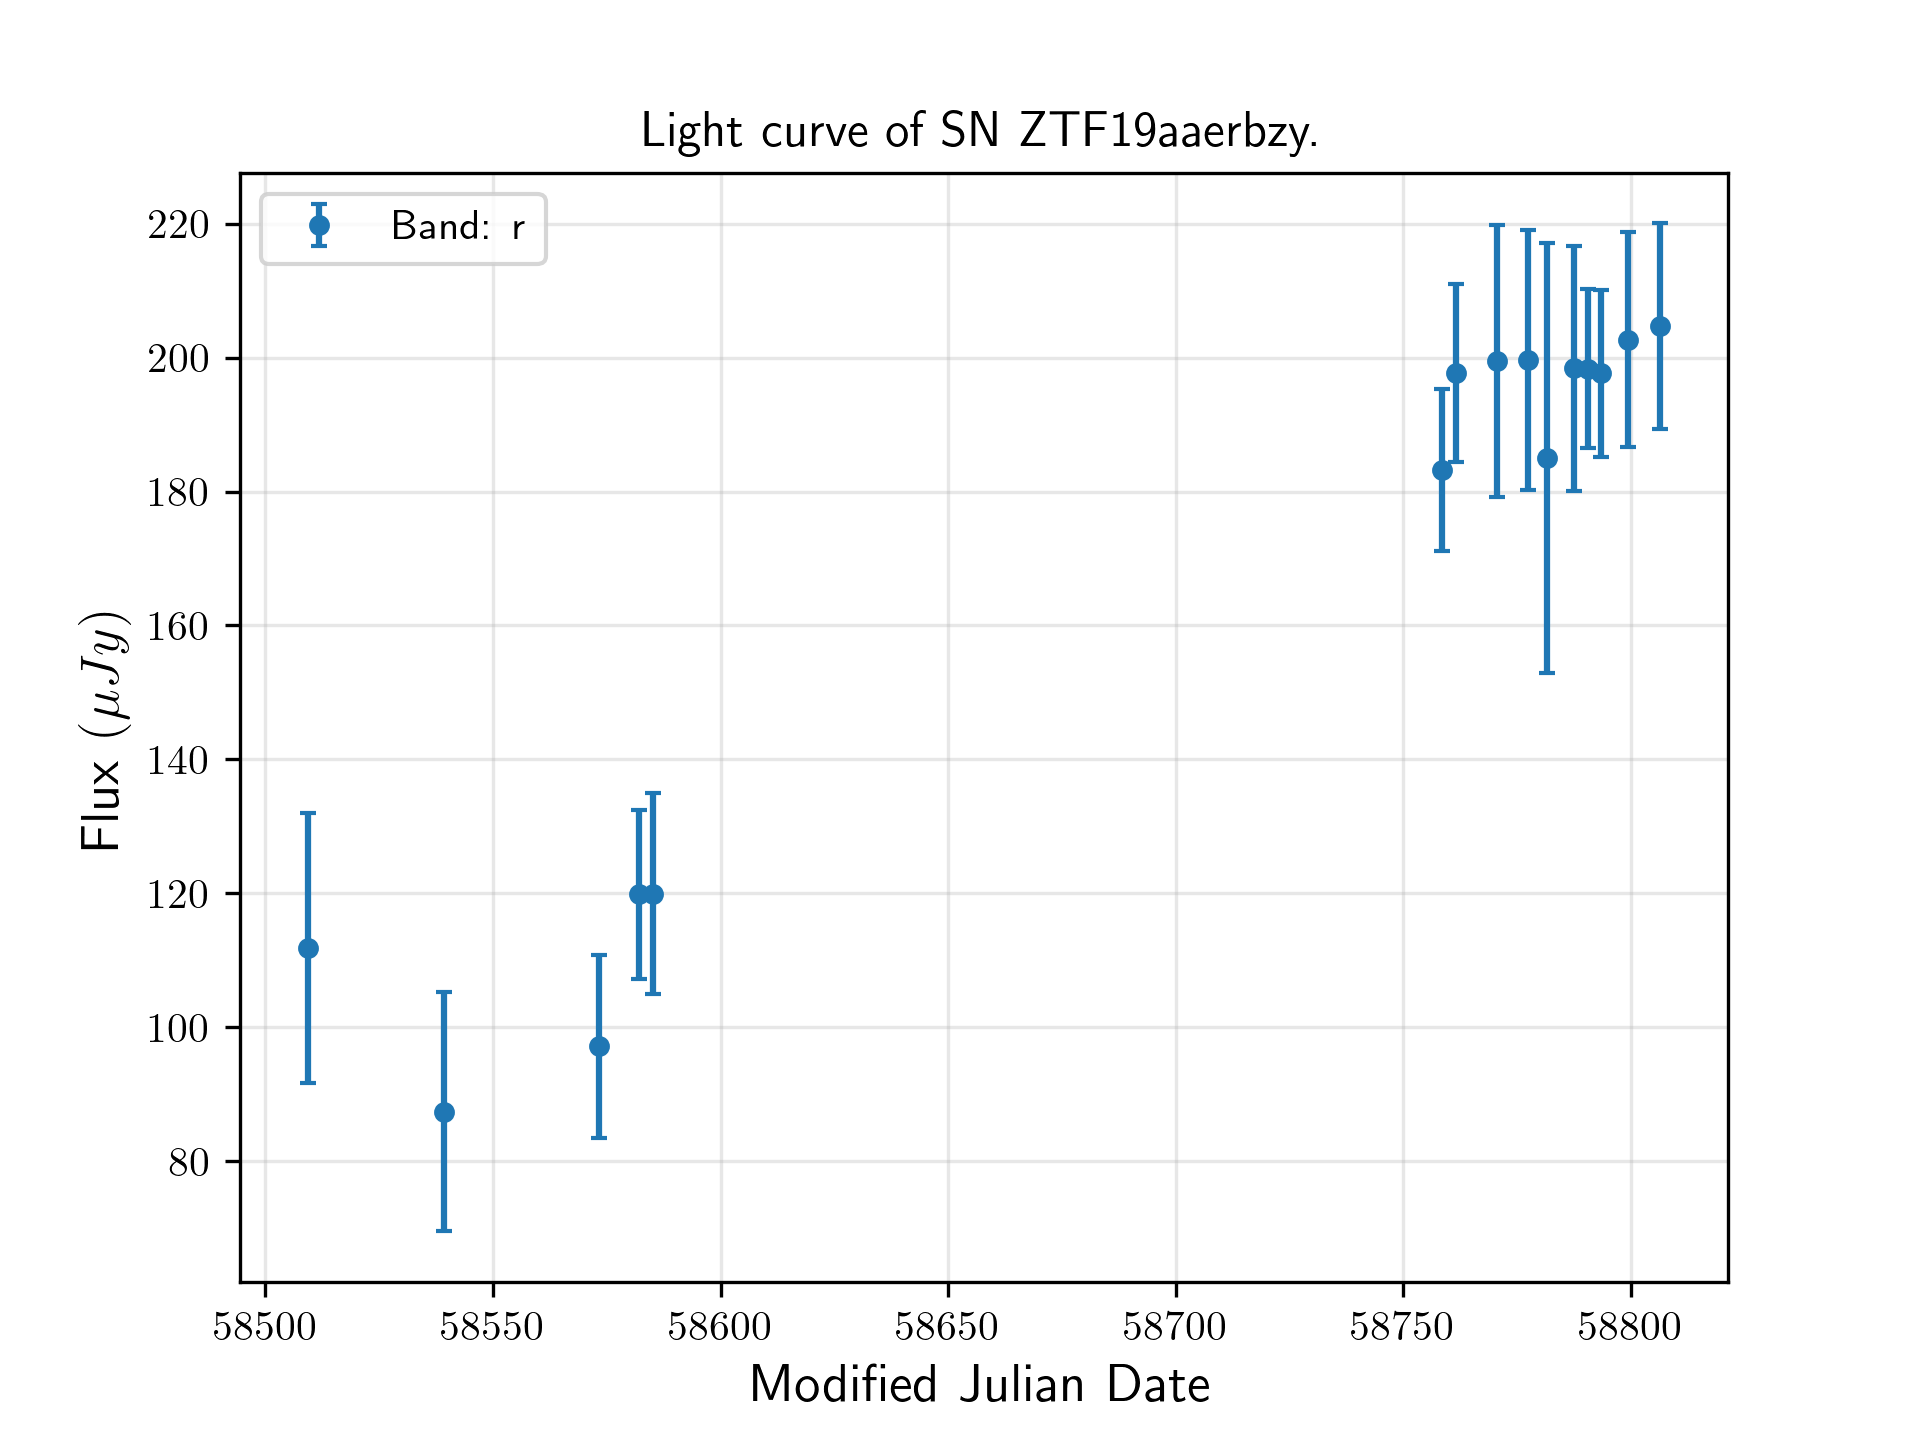 Light curve of SN ZTF19aaerbzy.
Band: r
220
200
180
160
140
120
100
80
Flux (μJy)
58500 58550 58600 58650 58700 58750 58800
Modified Julian Date